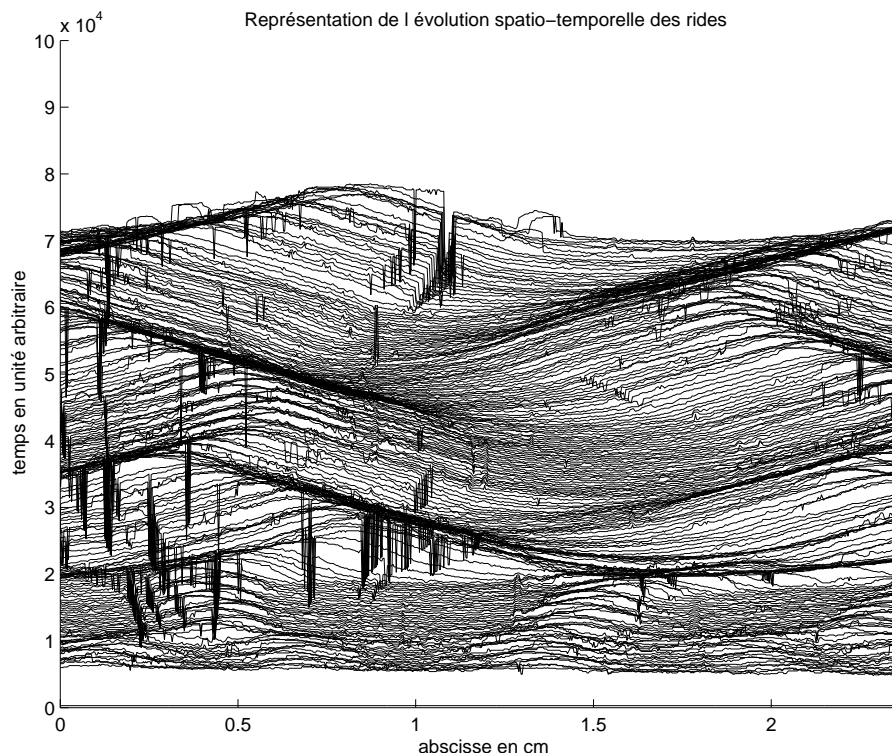 Représentation de l évolution spatio−temporelle des rides
x 10^4
10
9
8
7
6
5
4
3
2
1
0
temps en unité arbitraire
0 0.5 1 1.5 2
abscisse en cm